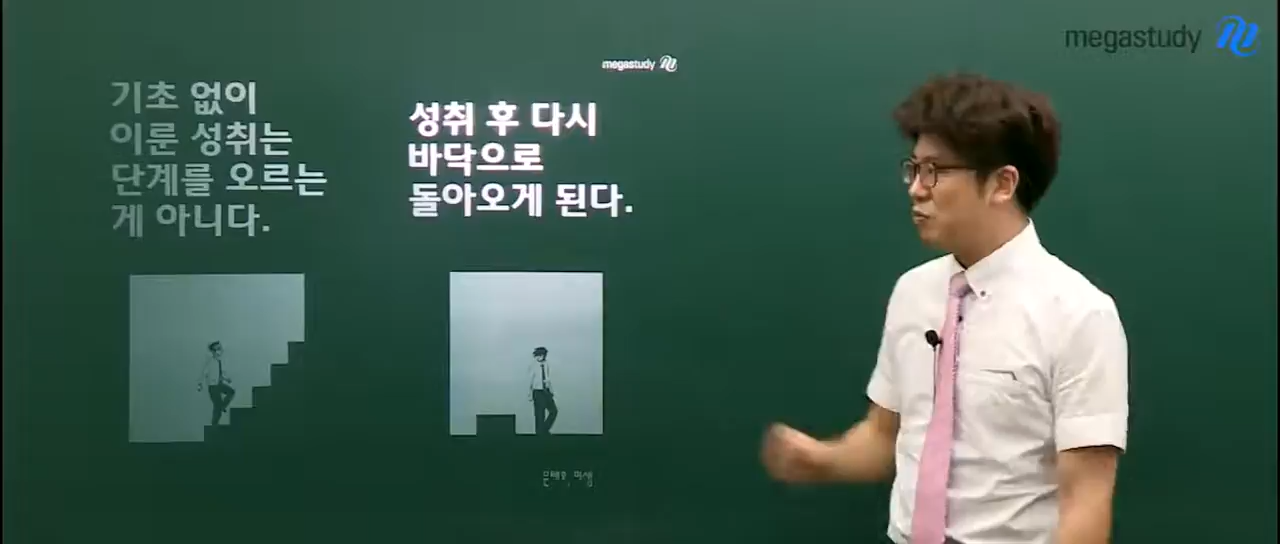 megastudy
megastudy
기초 없이
이룬 성취는
단계를 오르는
게 아니다.
성취 후 다시
바닥으로
돌아오게 된다.
미생